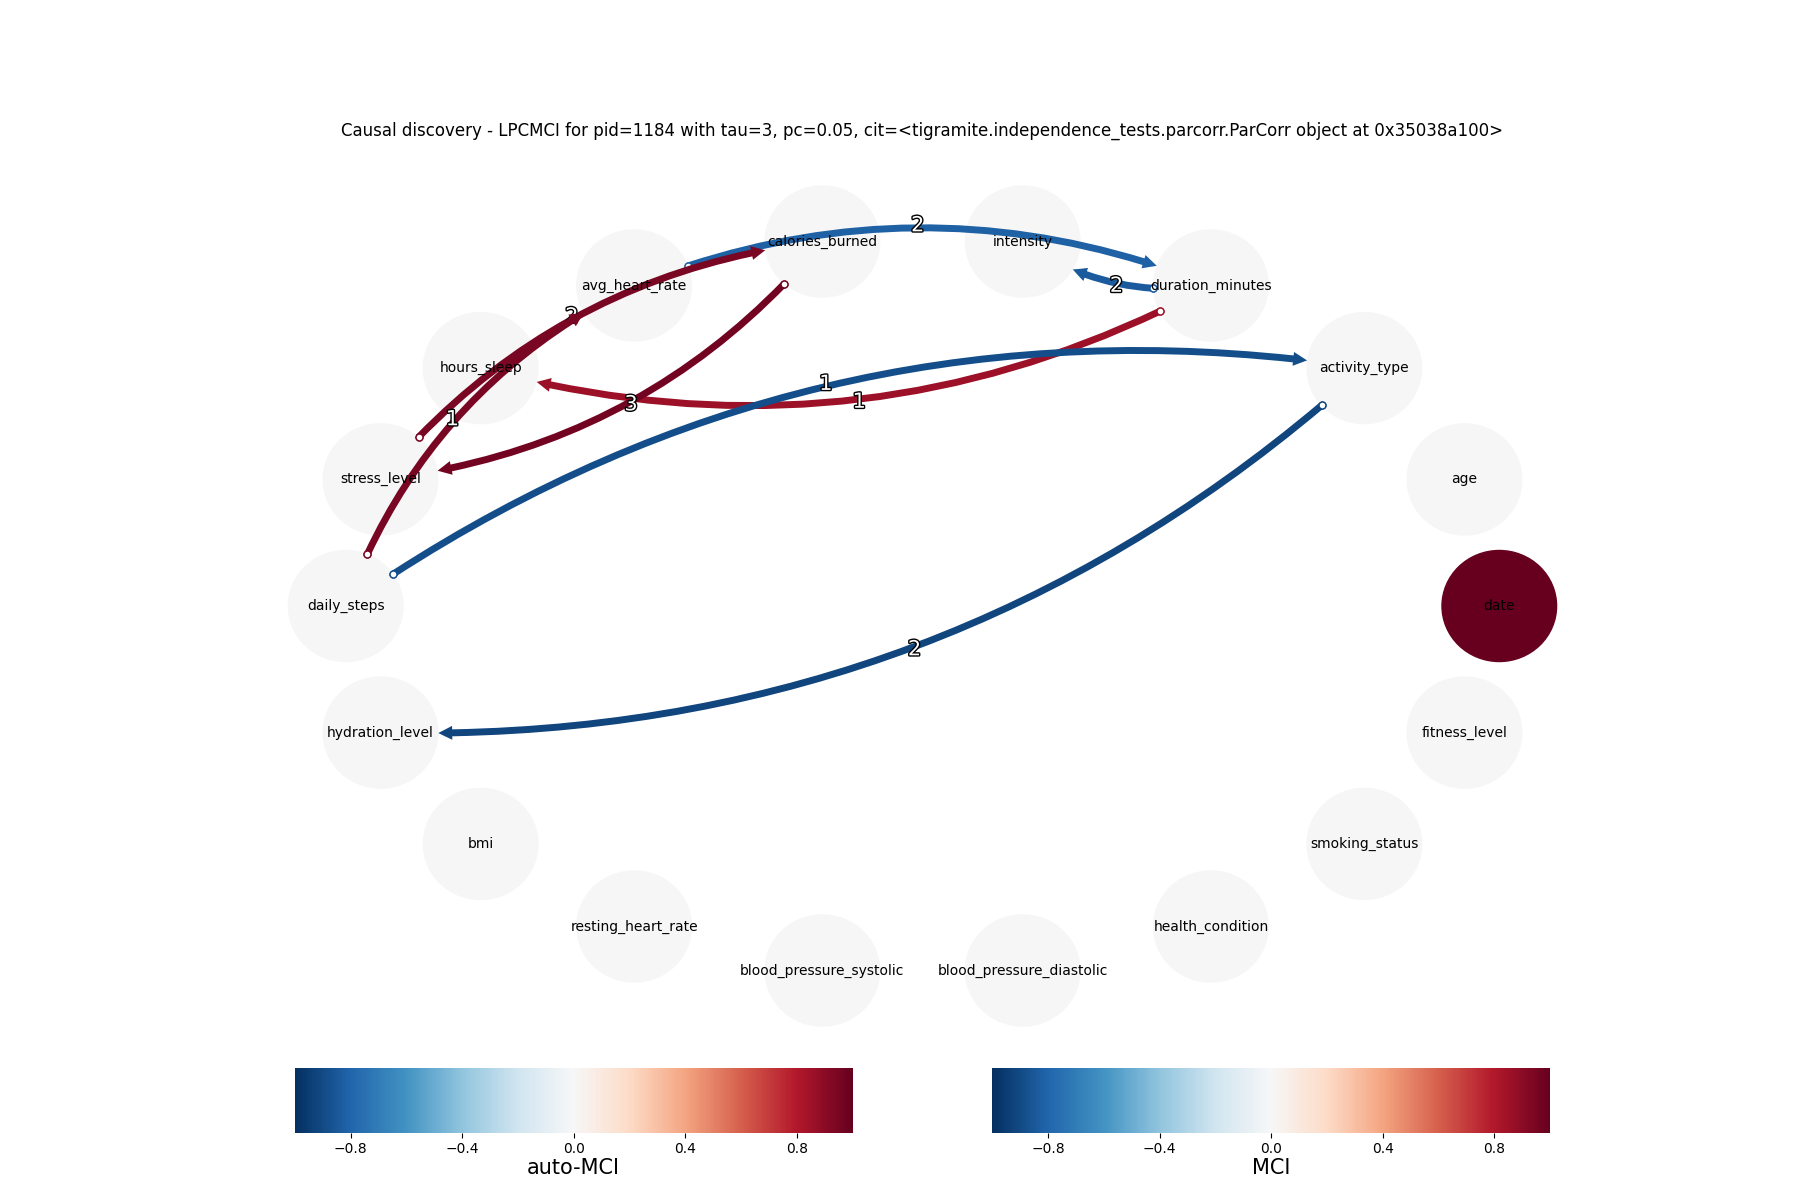 Causal discovery - LPCMCI for pid=1184 with tau=3, pc=0.05, cit=<tigramite.independence_tests.parcorr.ParCorr object at 0x35038a100>
2
calories_burned
intensity
avg_heart_rate
2
duration_minutes
hours_sleep
1
activity_type
3
1
1
stress_level
age
daily_steps
date
2
hydration_level
fitness_level
bmi
smoking_status
resting_heart_rate
health_condition
blood_pressure_systolic
blood_pressure_diastolic
−0.8
−0.4
0.0
0.4
0.8
auto-MCI
−0.8
−0.4
0.0
0.4
0.8
MCI